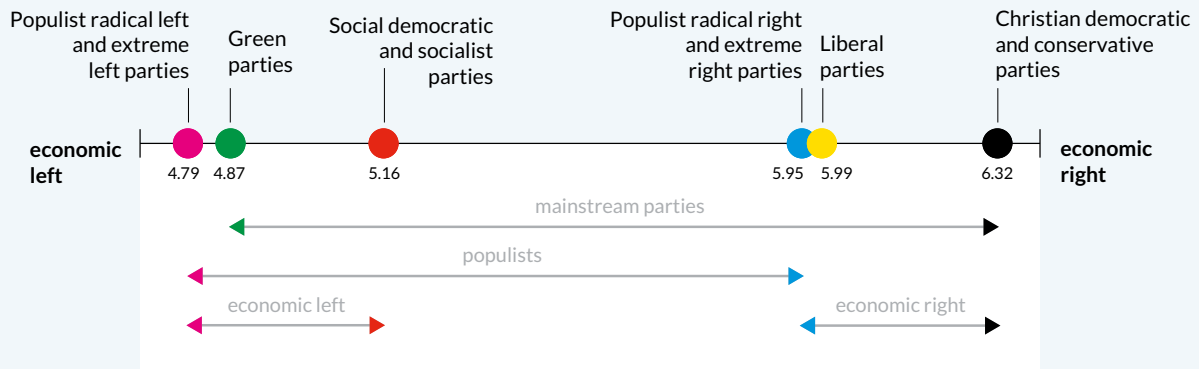 Populist radical left
and extreme
left parties
Green
parties
Social democratic
and socialist
parties
Populist radical right
and extreme
right parties
Liberal
parties
Christian democratic
and conservative
parties
economic
left
4.79
4.87
5.16
5.95
5.99
6.32
economic
right
mainstream parties
populists
economic left
economic right